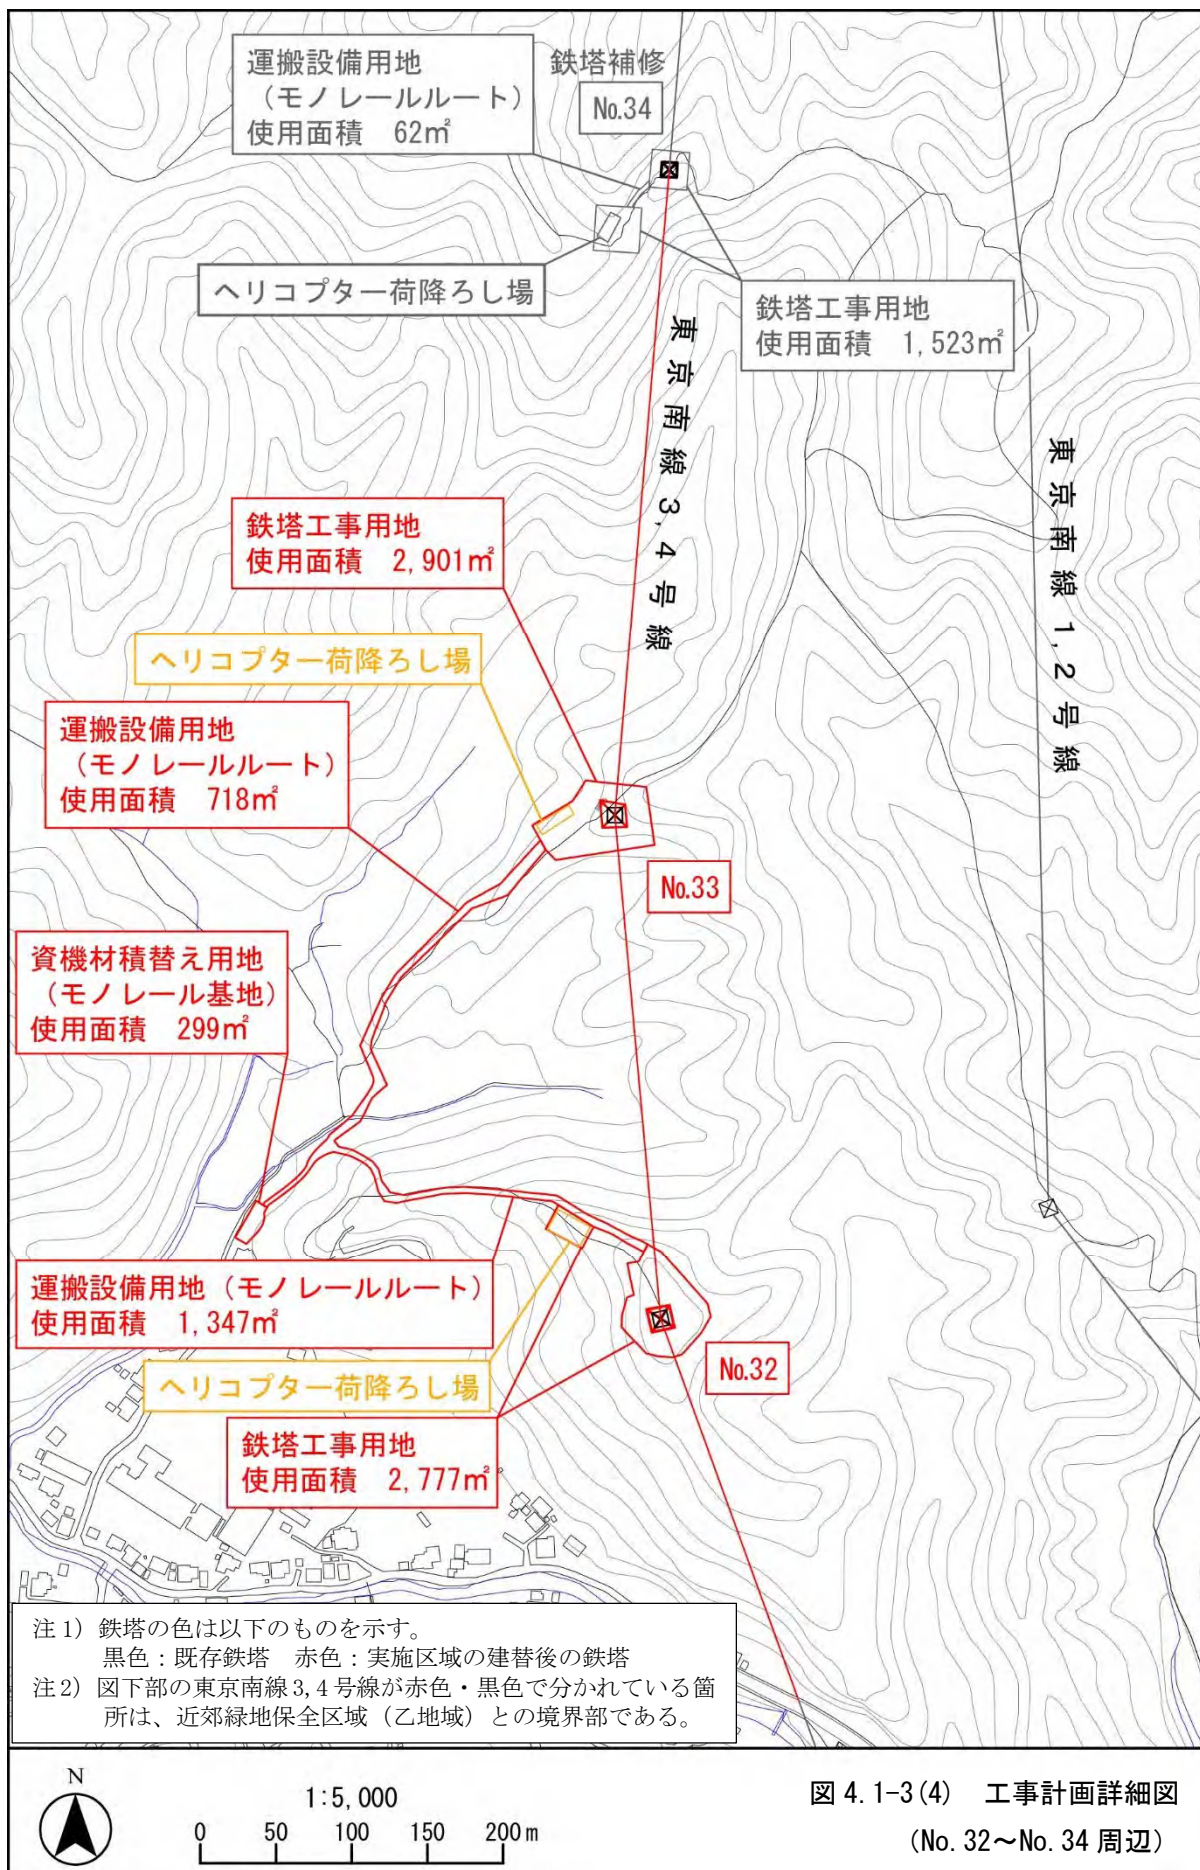 運搬設備用地
（モノレールルート）
使用面積　62㎡
鉄塔補修
No.34
ヘリコプター荷降ろし場
鉄塔工事用地
使用面積　1,523㎡
東京南線3,4号線
東京南線1,2号線
鉄塔工事用地
使用面積　2,901㎡
ヘリコプター荷降ろし場
運搬設備用地
（モノレールルート）
使用面積　718㎡
No.33
資機材積替え用地
（モノレール基地）
使用面積　299㎡
運搬設備用地（モノレールルート）
使用面積　1,347㎡
No.32
ヘリコプター荷降ろし場
鉄塔工事用地
使用面積　2,777㎡
注1）鉄塔の色は以下のものを示す。
黒色：既存鉄塔　赤色：実施区域の建替後の鉄塔
注2）図下部の東京南線3,4号線が赤色・黒色で分かれている箇
所は、近郊緑地保全区域（乙地域）との境界部である。
N
1:5,000
0　50　100　150　200m
図 4.1-3(4)　工事計画詳細図
（No.32～No.34 周辺）